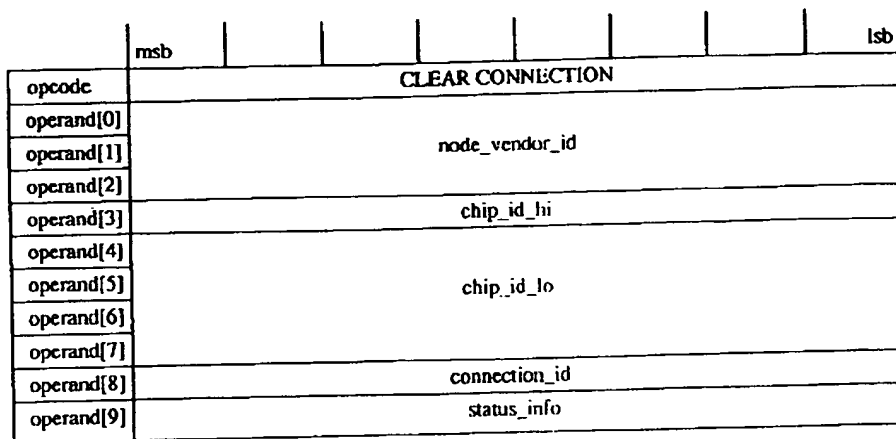 msb lsb
opcode CLEAR CONNECTION
operand[0]
operand[1] node_vendor_id
operand[2]
operand[3] chip_id_hi
operand[4]
operand[5] chip_id_lo
operand[6]
operand[7]
operand[8] connection_id
operand[9] status_info